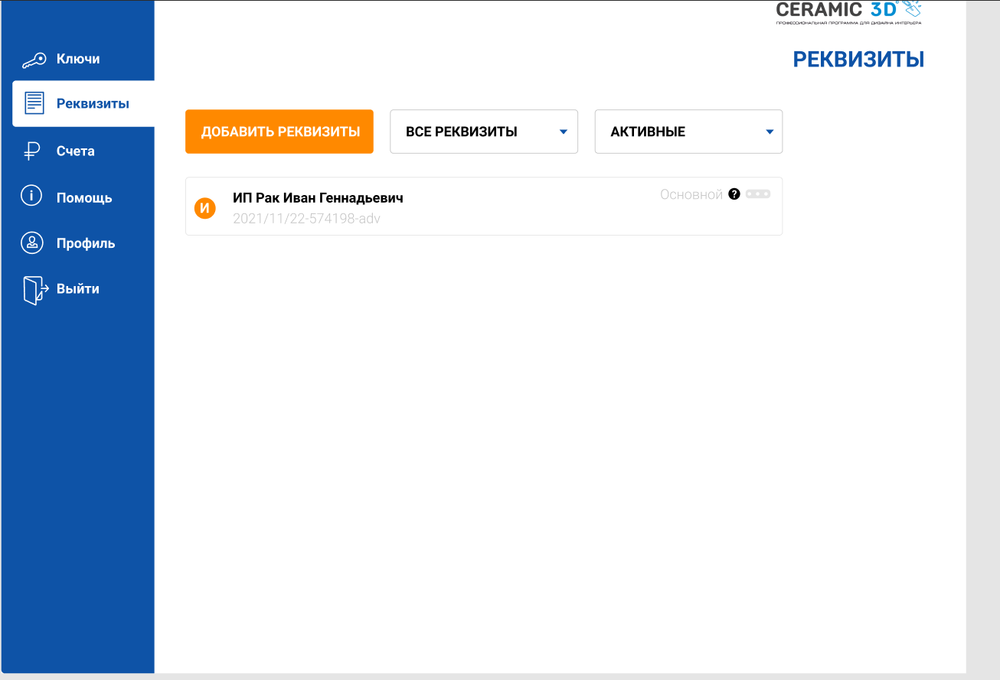 CERAMIC 3D
ПРОФЕССИОНАЛЬНАЯ ПРОГРАММА ДЛЯ ДИЗАЙНА ИНТЕРЬЕРА
РЕКВИЗИТЫ
Ключи
Реквизиты
Счета
Помощь
Профиль
Выйти
ДОБАВИТЬ РЕКВИЗИТЫ
ВСЕ РЕКВИЗИТЫ
АКТИВНЫЕ
И
ИП Рак Иван Геннадьевич
Основной ?
2021/11/22-574198-adv